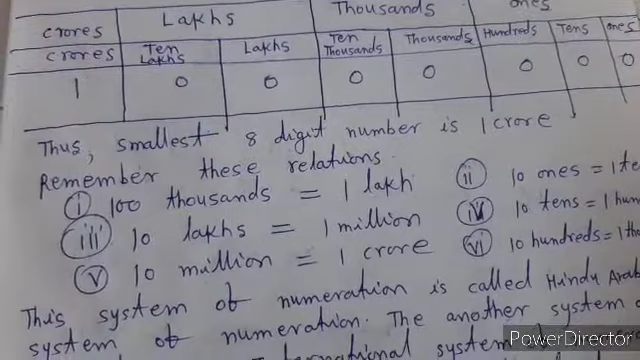 crores Lakhs Thousands ones
crores Ten Lakhs Lakhs Ten Thousands Thousands Hundreds Tens ones
1 0 0 0 0 0 0 0
Thus, smallest 8 digit number is 1 crore
Remember these relations.
(i) 100 thousands = 1 lakh (ii) 10 ones = 1 te
(iii) 10 lakhs = 1 million (iv) 10 tens = 1 hun
(v) 10 million = 1 crore (vi) 10 hundreds = 1 tho
This system of numeration is called Hindu Arab
system of numeration. The another system
international system
PowerDirector